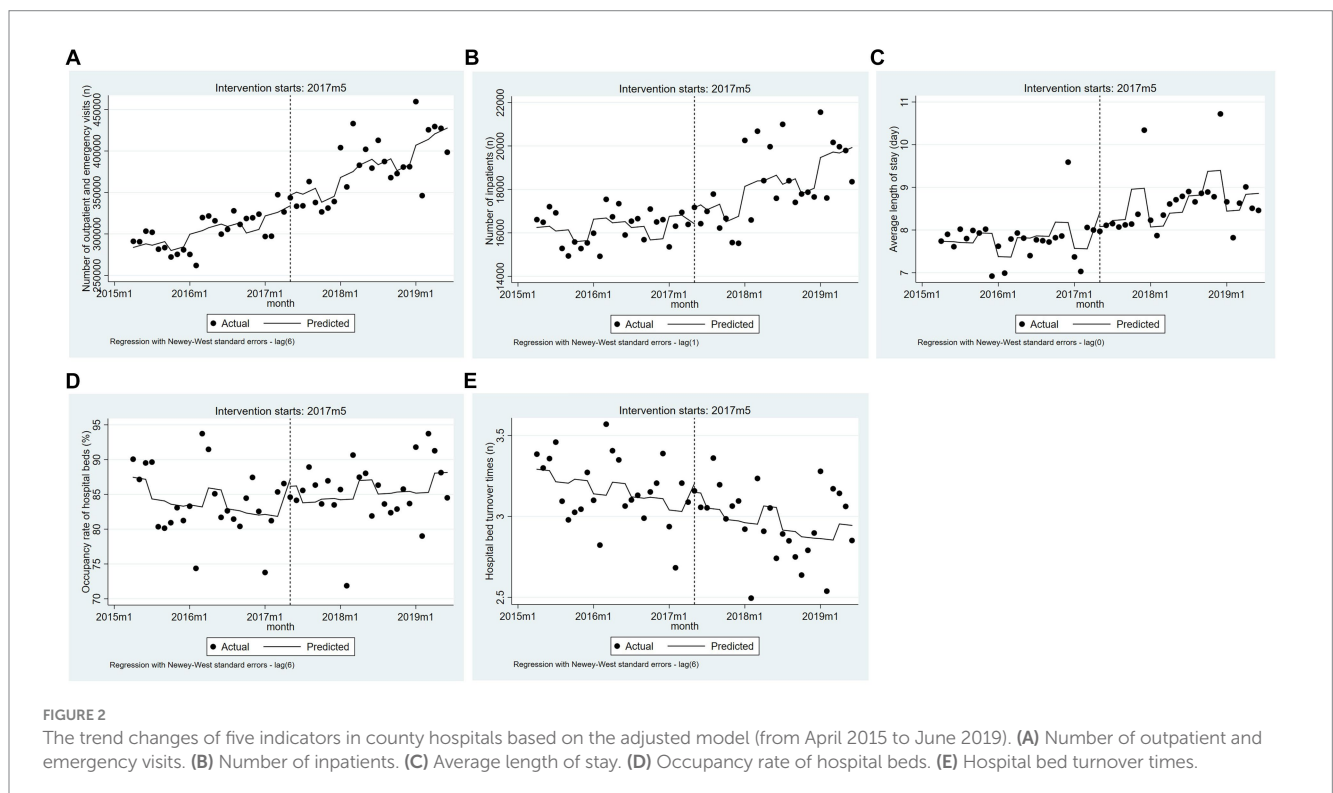 A
Intervention starts: 2017m5
Number of outpatient and emergency visits (n)
450000
400000
350000
300000
250000
2015m1 2016m1 2017m1 2018m1 2019m1
month
Actual Predicted
Regression with Newey-West standard errors - lag(6)
B
Intervention starts: 2017m5
Number of inpatients (n)
22000
20000
18000
16000
14000
2015m1 2016m1 2017m1 2018m1 2019m1
month
Actual Predicted
Regression with Newey-West standard errors - lag(1)
C
Intervention starts: 2017m5
Average length of stay (day)
11
10
9
8
7
2015m1 2016m1 2017m1 2018m1 2019m1
month
Actual Predicted
Regression with Newey-West standard errors - lag(0)
D
Intervention starts: 2017m5
Occupancy rate of hospital beds (%)
95
90
85
80
75
70
2015m1 2016m1 2017m1 2018m1 2019m1
month
Actual Predicted
Regression with Newey-West standard errors - lag(6)
E
Intervention starts: 2017m5
Hospital bed turnover times (n)
3.5
3
2.5
2015m1 2016m1 2017m1 2018m1 2019m1
month
Actual Predicted
Regression with Newey-West standard errors - lag(6)
FIGURE 2
The trend changes of five indicators in county hospitals based on the adjusted model (from April 2015 to June 2019). (A) Number of outpatient and
emergency visits. (B) Number of inpatients. (C) Average length of stay. (D) Occupancy rate of hospital beds. (E) Hospital bed turnover times.